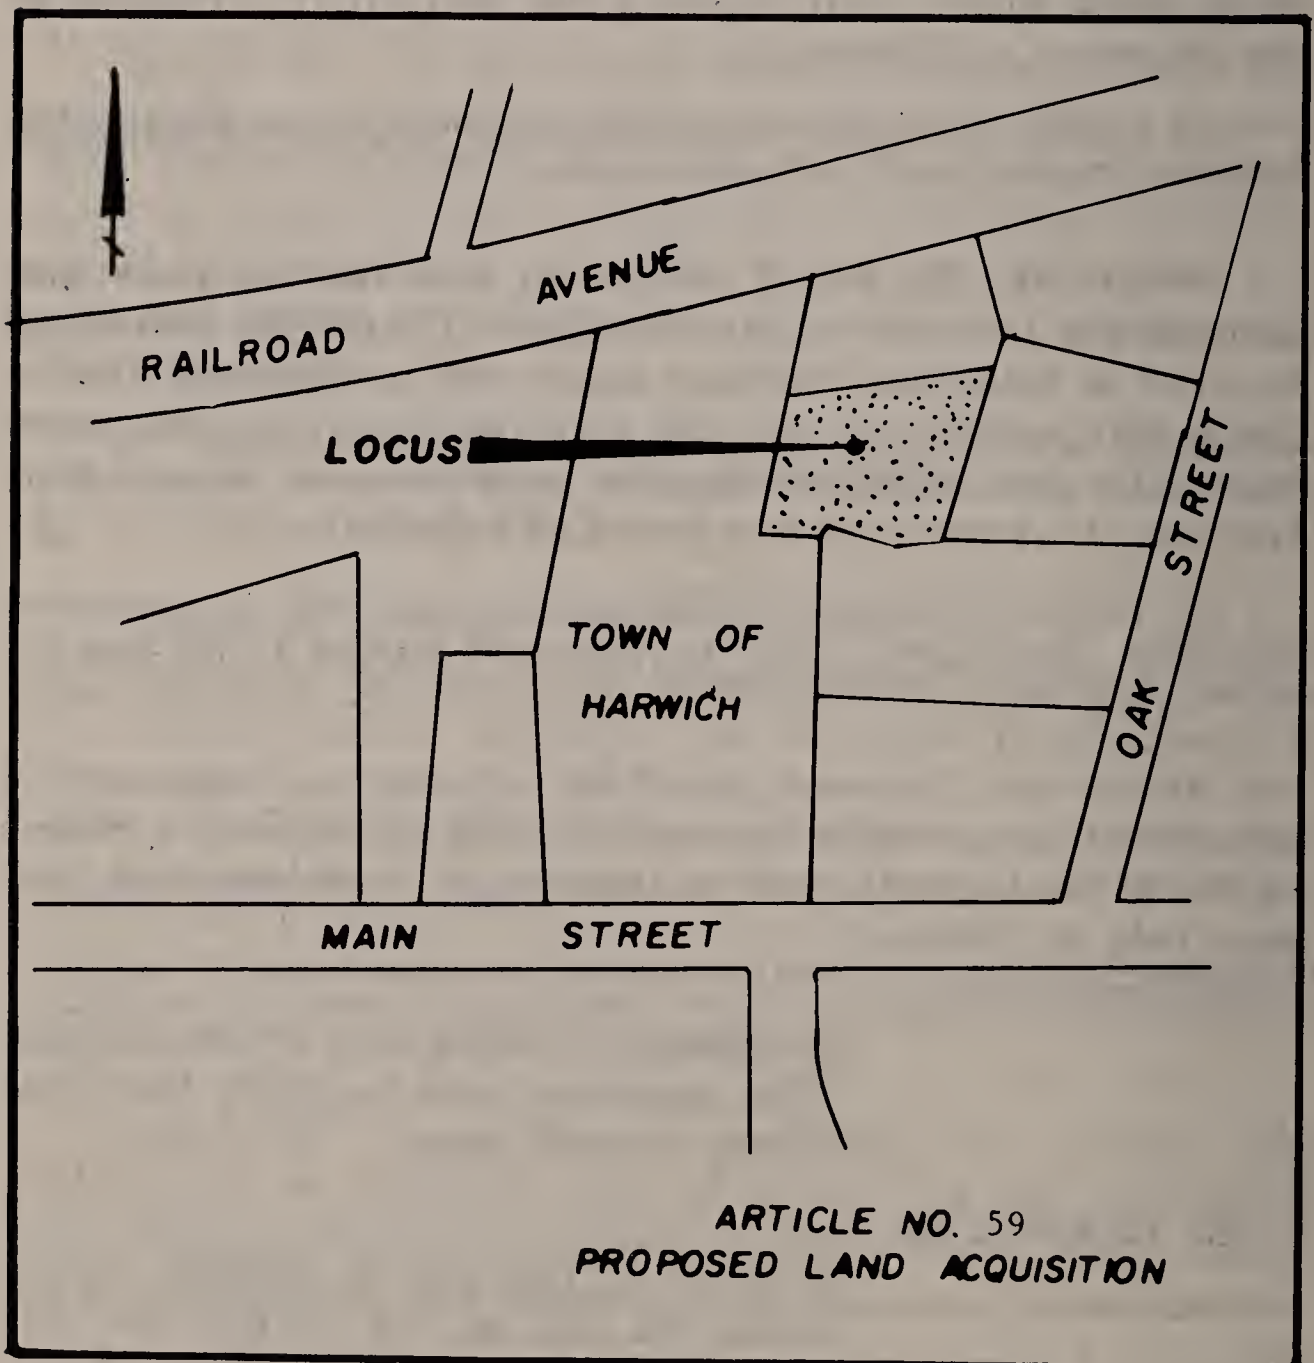 RAILROAD AVENUE
LOCUS
TOWN OF
HARWICH
OAK STREET
MAIN STREET
ARTICLE NO. 59
PROPOSED LAND ACQUISITION